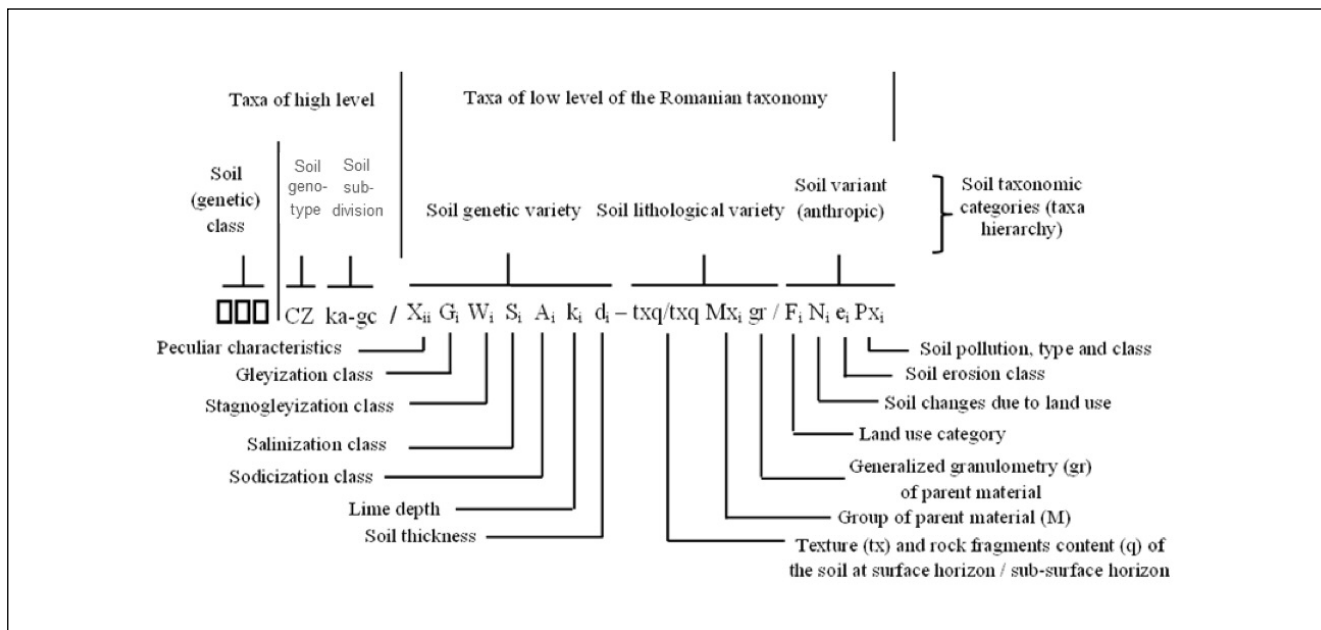 Taxa of high level
Taxa of low level of the Romanian taxonomy
Soil
(genetic)
class
Soil
geno-
type
Soil
sub-
division
Soil genetic variety
Soil lithological variety
Soil variant
(anthropic)
Soil taxonomic
categories (taxa
hierarchy)
CZ ka-gc / Xii Gi Wi Si Ai ki di – txq/txq Mxi gr / Fi Ni ei Pxi
Peculiar characteristics
Gleyization class
Stagnogleyization class
Salinization class
Sodicization class
Lime depth
Soil thickness
Soil pollution, type and class
Soil erosion class
Soil changes due to land use
Land use category
Generalized granulometry (gr)
of parent material
Group of parent material (M)
Texture (tx) and rock fragments content (q) of
the soil at surface horizon / sub-surface horizon